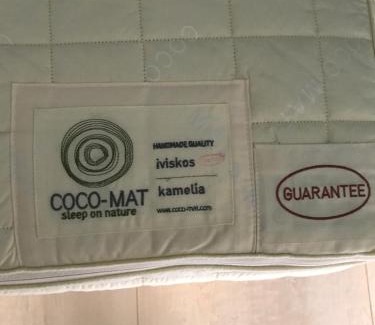 HANDMADE QUALITY
iviskos
COCO-MAT
sleep on nature
kamelia
www.coco-mat.com
GUARANTEE